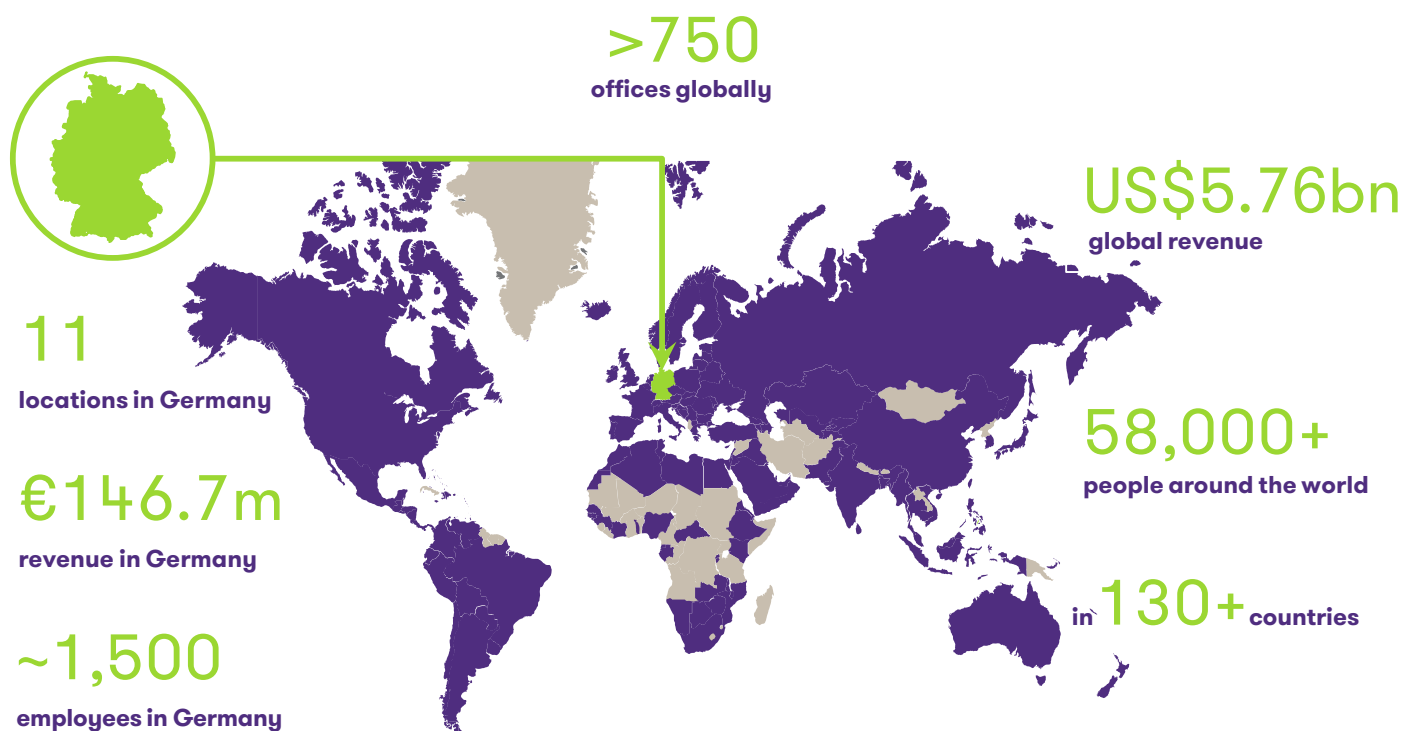 >750
offices globally
US$5.76bn
global revenue
11
locations in Germany
58,000+
people around the world
€146.7m
revenue in Germany
in` 130+ countries
~1,500
employees in Germany